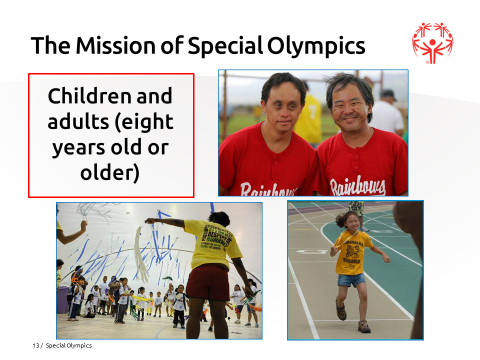 The Mission of Special Olympics
Children and
adults (eight
years old or
older)
Rainbows
Rainbows
13 / Special Olympics